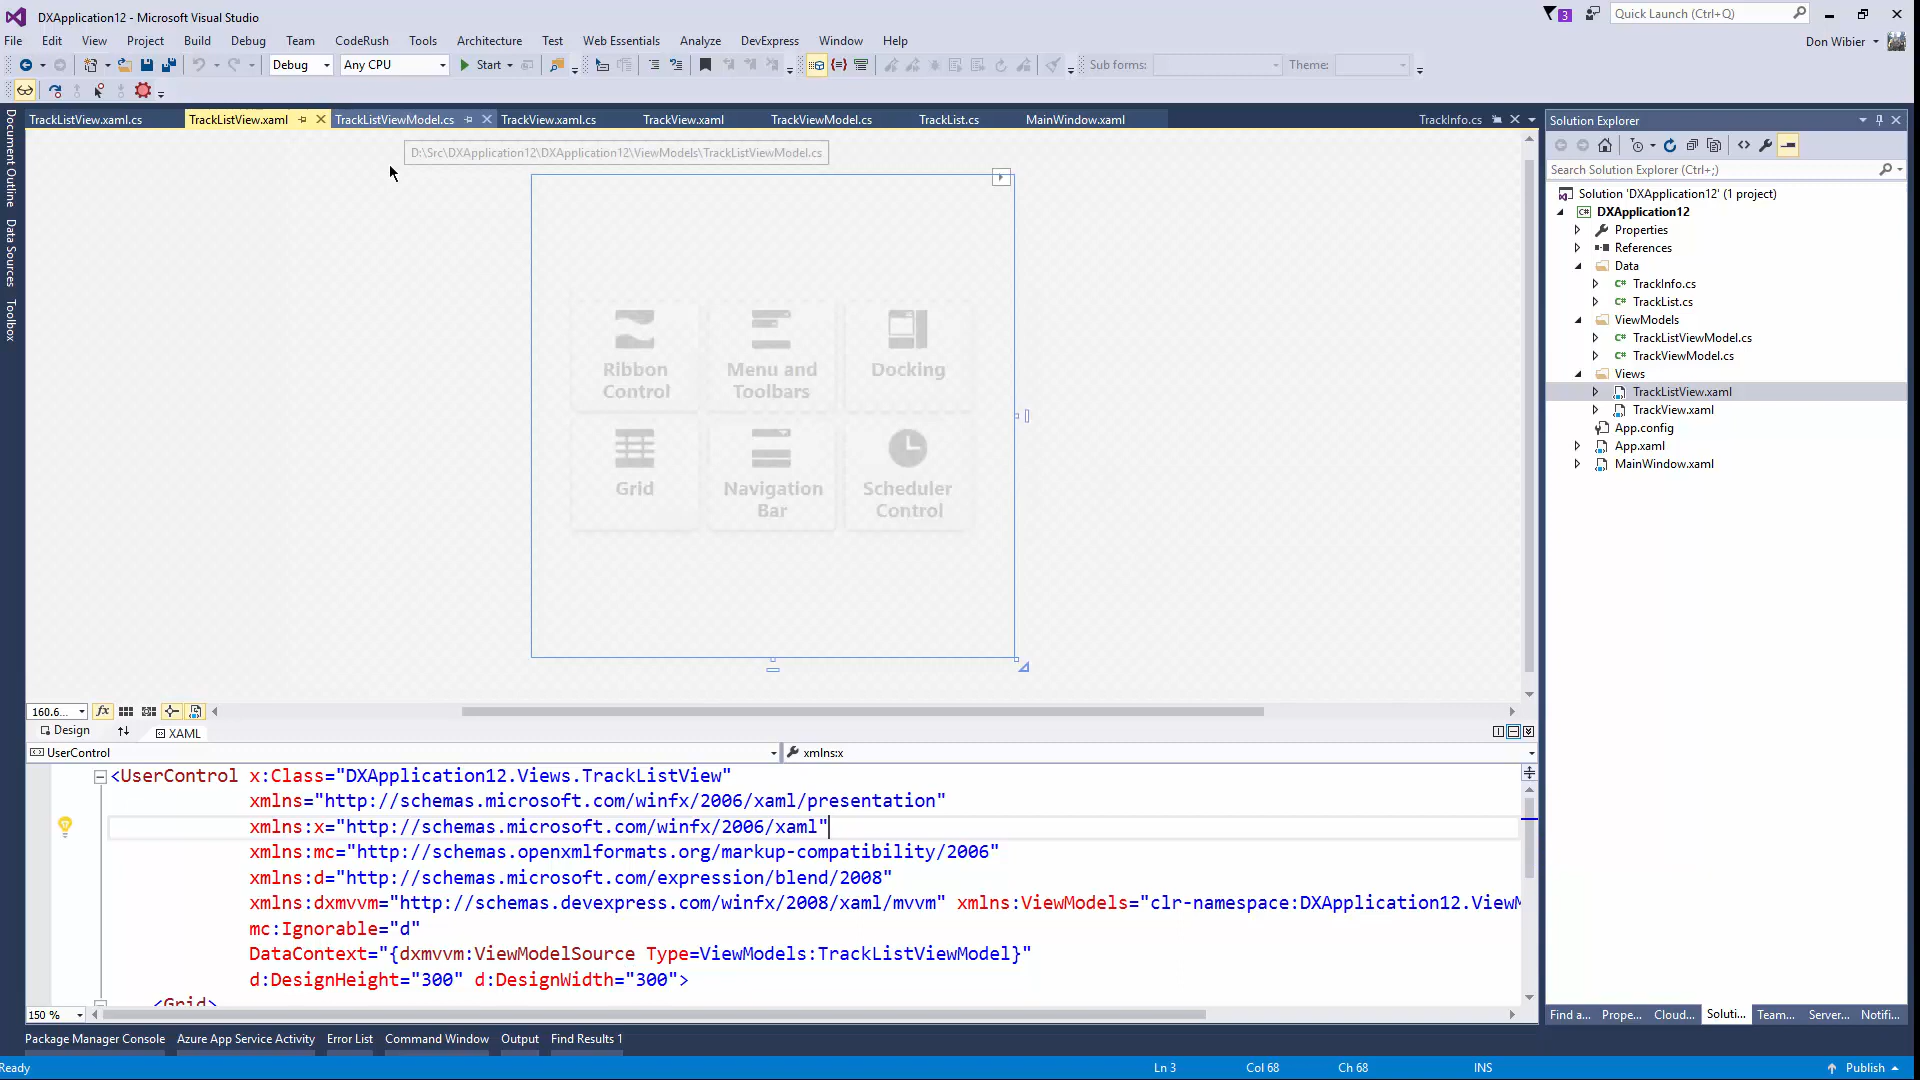 DXApplication12 - Microsoft Visual Studio
3
Quick Launch (Ctrl+Q)
File Edit View Project Build Debug Team CodeRush Tools Architecture Test Web Essentials Analyze DevExpress Window Help
Don Wibier
Debug Any CPU Start Sub forms: Theme:
TrackListView.xaml.cs TrackListView.xaml TrackListViewModel.cs TrackView.xaml.cs TrackView.xaml TrackViewModel.cs TrackList.cs MainWindow.xaml TrackInfo.cs
D:\Src\DXApplication12\DXApplication12\ViewModels\TrackListViewModel.cs
Document Outline
Data Sources
Toolbox
Ribbon Control
Menu and Toolbars
Docking
Grid
Navigation Bar
Scheduler Control
160.6...
Design XAML
UserControl xmlns:x
<UserControl x:Class="DXApplication12.Views.TrackListView"
xmlns="http://schemas.microsoft.com/winfx/2006/xaml/presentation"
xmlns:x="http://schemas.microsoft.com/winfx/2006/xaml"
xmlns:mc="http://schemas.openxmlformats.org/markup-compatibility/2006"
xmlns:d="http://schemas.microsoft.com/expression/blend/2008"
xmlns:dxmvvm="http://schemas.devexpress.com/winfx/2008/xaml/mvvm" xmlns:ViewModels="clr-namespace:DXApplication12.ViewM
mc:Ignorable="d"
DataContext="{dxmvvm:ViewModelSource Type=ViewModels:TrackListViewModel}"
d:DesignHeight="300" d:DesignWidth="300">
<Grid>
150 %
Solution Explorer
Search Solution Explorer (Ctrl+;)
Solution 'DXApplication12' (1 project)
DXApplication12
Properties
References
Data
TrackInfo.cs
TrackList.cs
ViewModels
TrackListViewModel.cs
TrackViewModel.cs
Views
TrackListView.xaml
TrackView.xaml
App.config
App.xaml
MainWindow.xaml
Find a... Prope... Cloud... Soluti... Team... Server... Notifi...
Package Manager Console Azure App Service Activity Error List Command Window Output Find Results 1
Ready Ln 3 Col 68 Ch 68 INS Publish